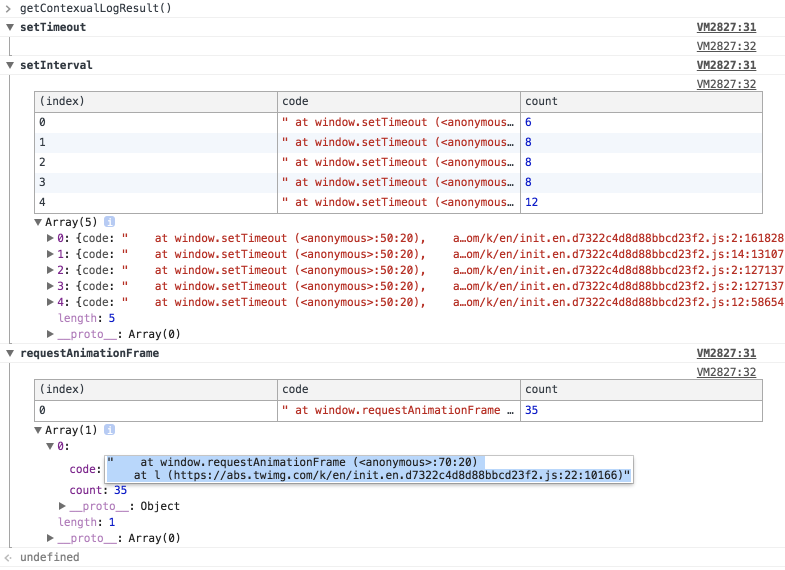 getContexualLogResult()
setTimeout VM2827:31
VM2827:32
setInterval VM2827:31
VM2827:32
(index) code count
0 " at window.setTimeout (<anonymous… 6
1 " at window.setTimeout (<anonymous… 8
2 " at window.setTimeout (<anonymous… 8
3 " at window.setTimeout (<anonymous… 8
4 " at window.setTimeout (<anonymous… 12
Array(5) i
0: {code: " at window.setTimeout (<anonymous>:50:20), a…om/k/en/init.en.d7322c4d8d88bbcd23f2.js:2:161828
1: {code: " at window.setTimeout (<anonymous>:50:20), a…om/k/en/init.en.d7322c4d8d88bbcd23f2.js:14:13107
2: {code: " at window.setTimeout (<anonymous>:50:20), a…om/k/en/init.en.d7322c4d8d88bbcd23f2.js:2:127137
3: {code: " at window.setTimeout (<anonymous>:50:20), a…om/k/en/init.en.d7322c4d8d88bbcd23f2.js:2:127137
4: {code: " at window.setTimeout (<anonymous>:50:20), a…om/k/en/init.en.d7322c4d8d88bbcd23f2.js:12:58654
length: 5
__proto__: Array(0)
requestAnimationFrame VM2827:31
VM2827:32
(index) code count
0 " at window.requestAnimationFrame … 35
Array(1) i
0:
code: " at window.requestAnimationFrame (<anonymous>:70:20)
at l (https://abs.twimg.com/k/en/init.en.d7322c4d8d88bbcd23f2.js:22:10166)"
count: 35
__proto__: Object
length: 1
__proto__: Array(0)
undefined